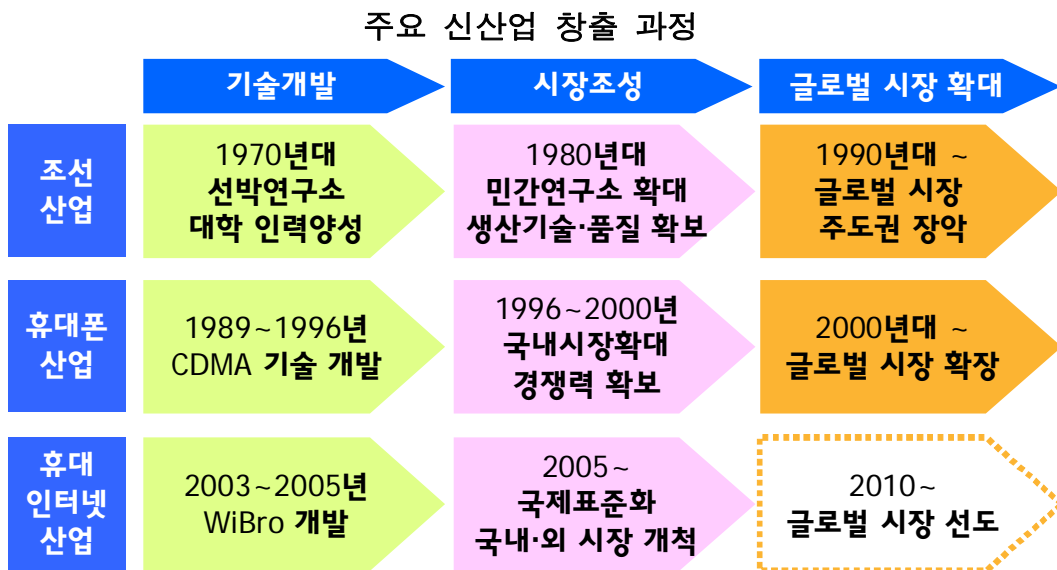 주요 신산업 창출 과정
기술개발
시장조성
글로벌 시장 확대
조선
산업
1970년대
선박연구소
대학 인력양성
1980년대
민간연구소 확대
생산기술·품질 확보
1990년대 ~
글로벌 시장
주도권 장악
휴대폰
산업
1989~1996년
CDMA 기술 개발
1996~2000년
국내시장확대
경쟁력 확보
2000년대 ~
글로벌 시장 확장
휴대
인터넷
산업
2003~2005년
WiBro 개발
2005~
국제표준화
국내·외 시장 개척
2010~
글로벌 시장 선도